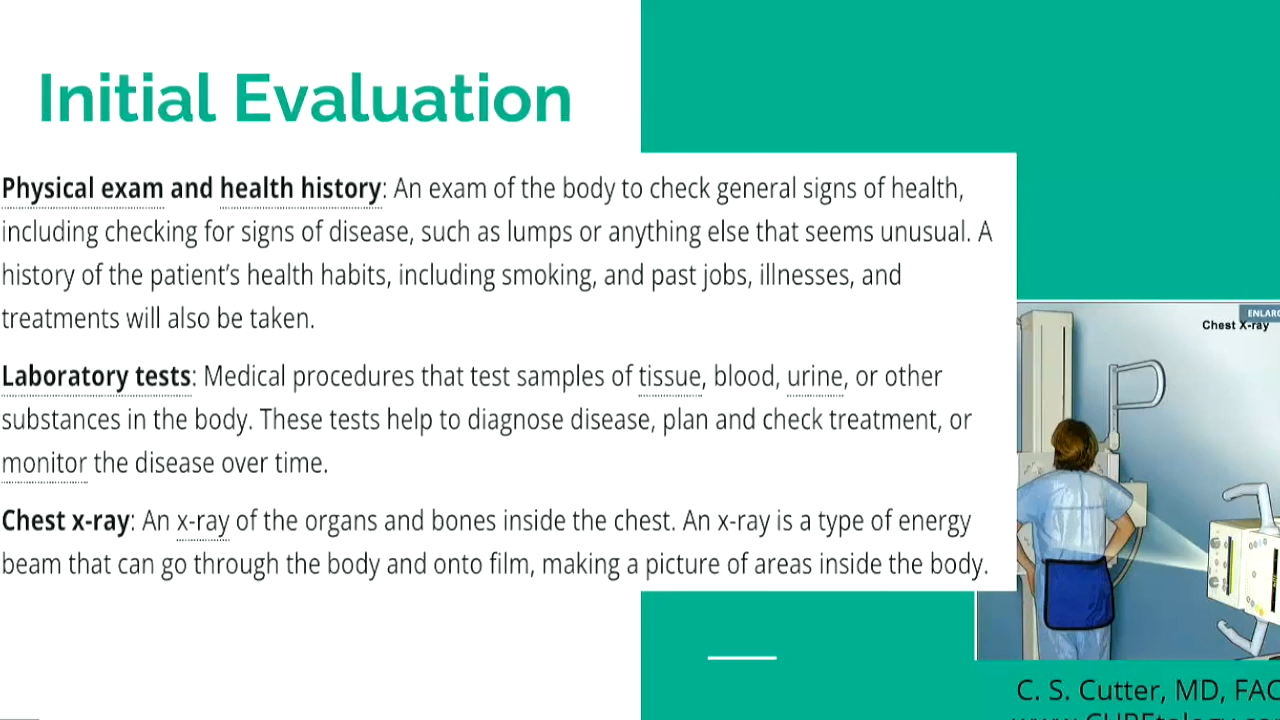 Initial Evaluation
Physical exam and health history: An exam of the body to check general signs of health,
including checking for signs of disease, such as lumps or anything else that seems unusual. A
history of the patient’s health habits, including smoking, and past jobs, illnesses, and
treatments will also be taken.
Laboratory tests: Medical procedures that test samples of tissue, blood, urine, or other
substances in the body. These tests help to diagnose disease, plan and check treatment, or
monitor the disease over time.
Chest x-ray: An x-ray of the organs and bones inside the chest. An x-ray is a type of energy
beam that can go through the body and onto film, making a picture of areas inside the body.
Chest X-ray
C. S. Cutter, MD,